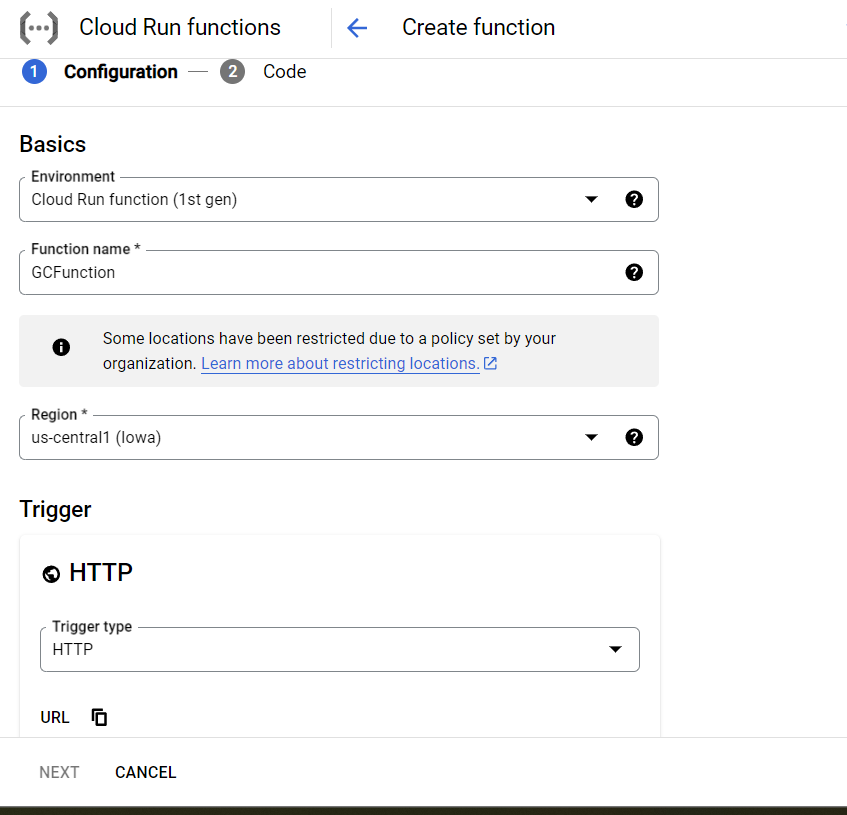 Cloud Run functions
Create function
1 Configuration
2 Code
Basics
Environment
Cloud Run function (1st gen)
Function name *
GCFunction
Some locations have been restricted due to a policy set by your
organization. Learn more about restricting locations.
Region *
us-central1 (Iowa)
Trigger
HTTP
Trigger type
HTTP
URL
NEXT CANCEL